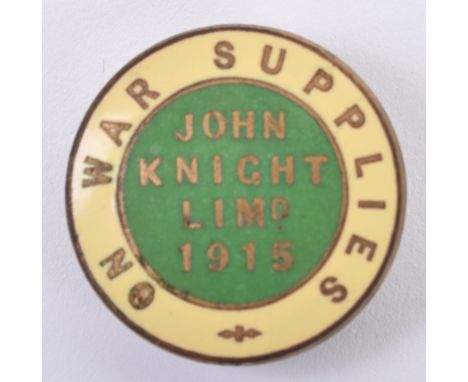 ON WAR SUPPLIES
JOHN
KNIGHT
LIMD
1915